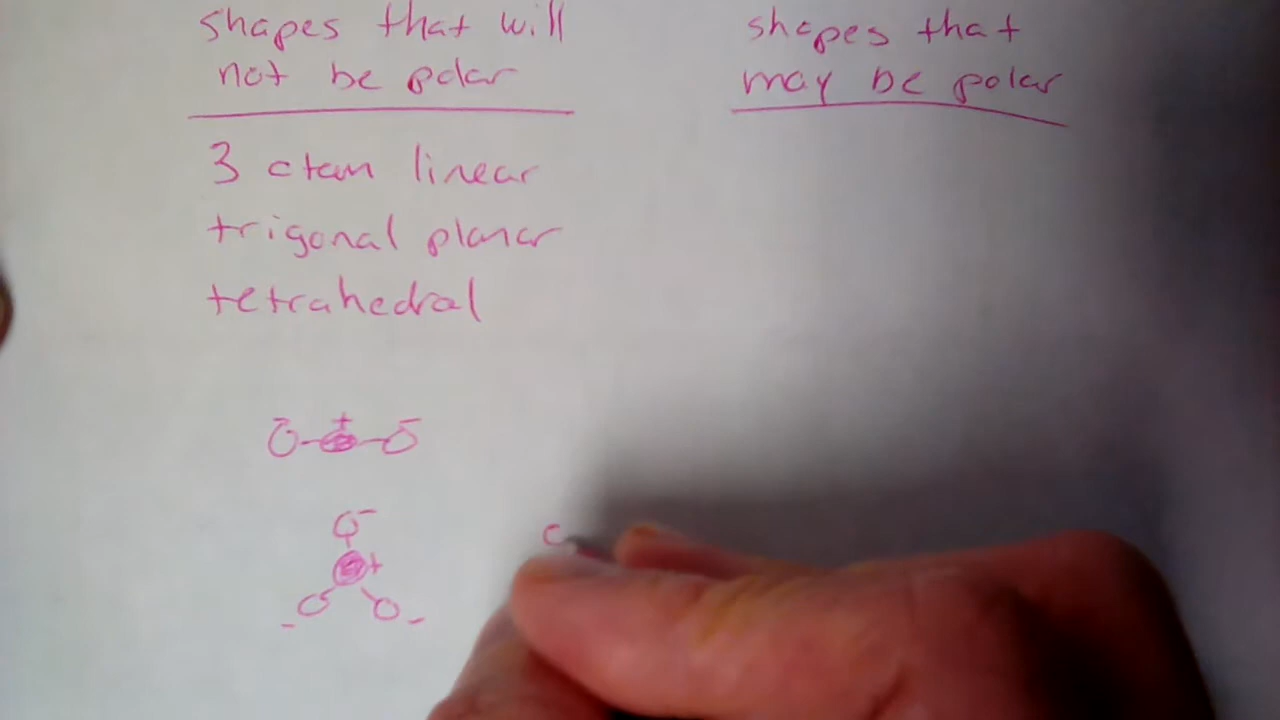 shapes that will
not be polar
shapes that
may be polar
3 atom linear
trigonal planar
tetrahedral
+
- +
- -